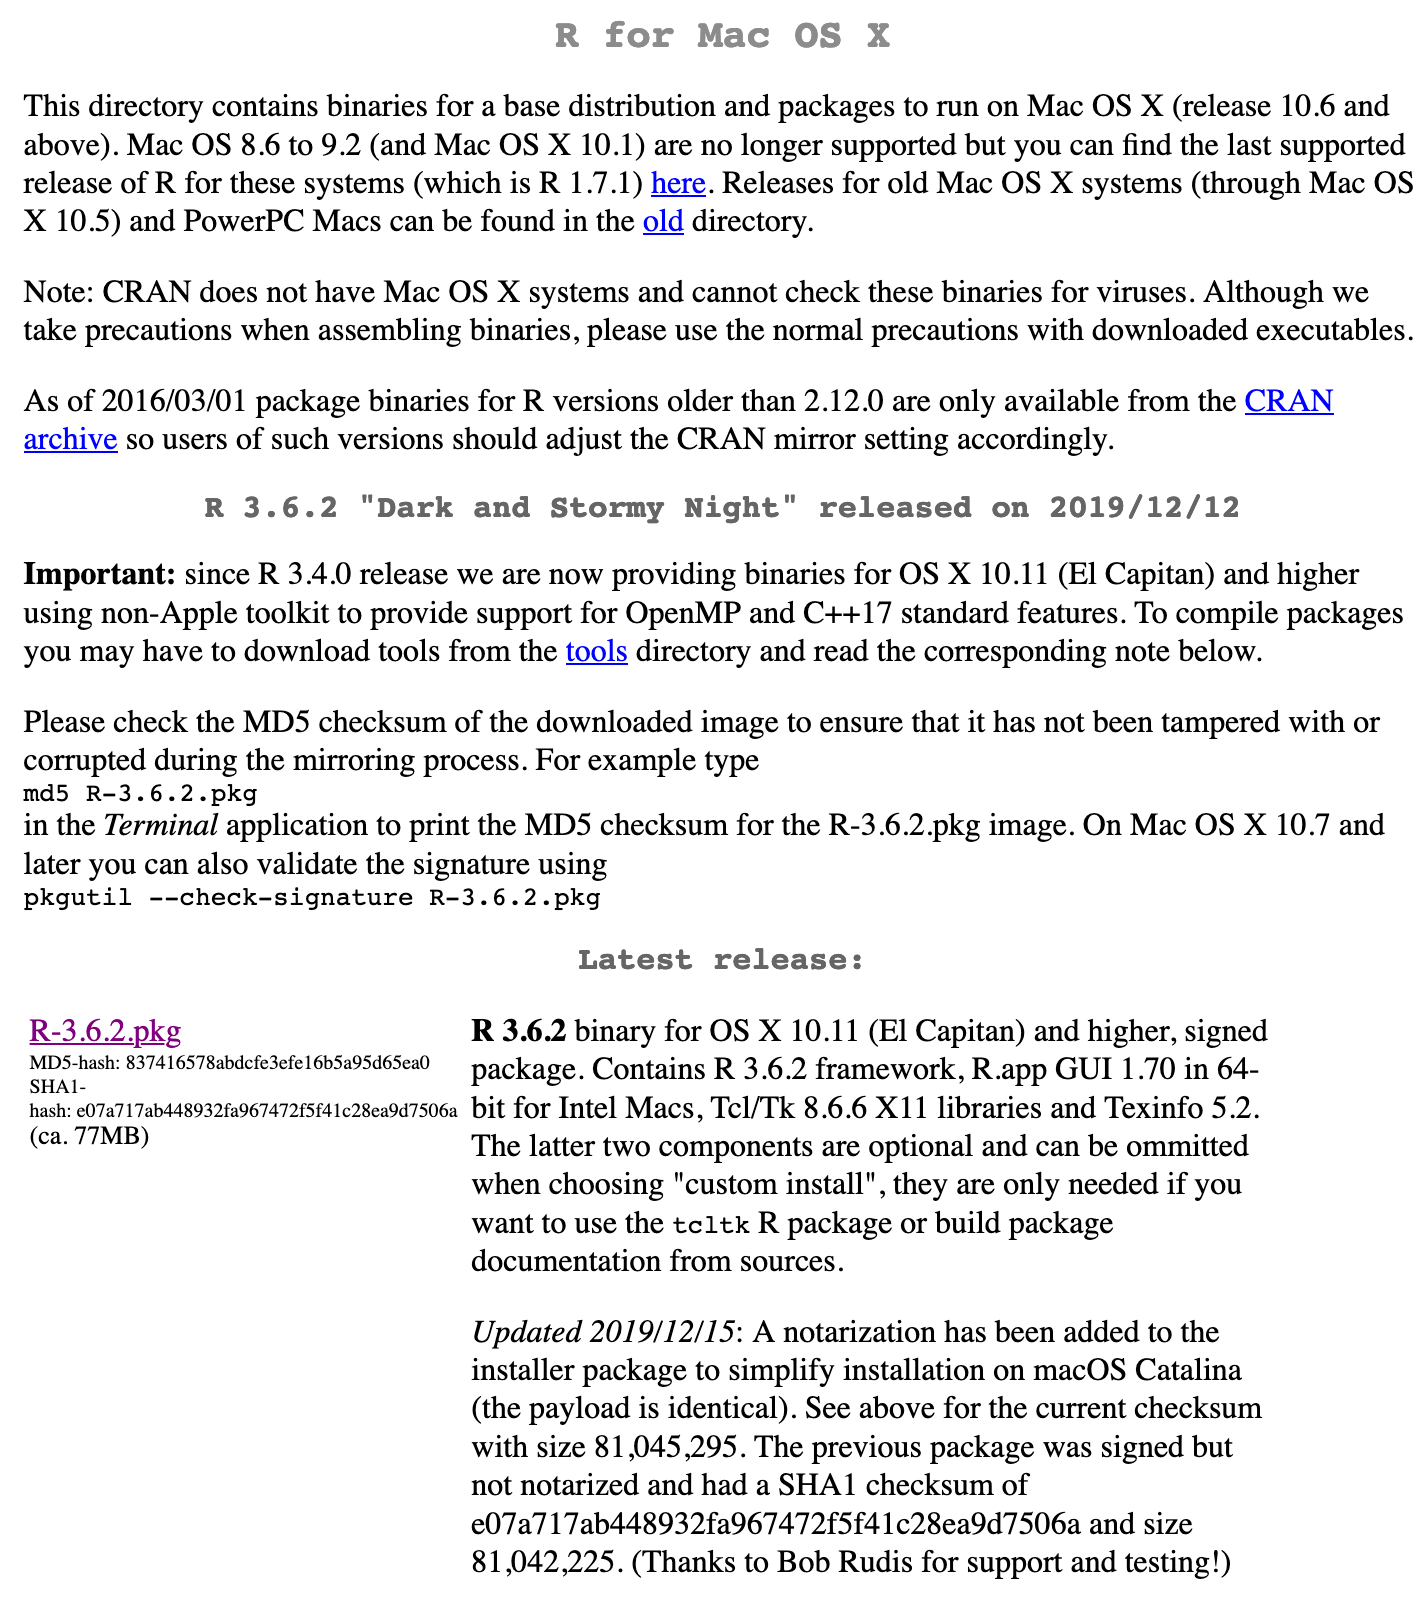 R for Mac OS X
This directory contains binaries for a base distribution and packages to run on Mac OS X (release 10.6 and
above). Mac OS 8.6 to 9.2 (and Mac OS X 10.1) are no longer supported but you can find the last supported
release of R for these systems (which is R 1.7.1) here. Releases for old Mac OS X systems (through Mac OS
X 10.5) and PowerPC Macs can be found in the old directory.
Note: CRAN does not have Mac OS X systems and cannot check these binaries for viruses. Although we
take precautions when assembling binaries, please use the normal precautions with downloaded executables.
As of 2016/03/01 package binaries for R versions older than 2.12.0 are only available from the CRAN
archive so users of such versions should adjust the CRAN mirror setting accordingly.
R 3.6.2 "Dark and Stormy Night" released on 2019/12/12
Important: since R 3.4.0 release we are now providing binaries for OS X 10.11 (El Capitan) and higher
using non-Apple toolkit to provide support for OpenMP and C++17 standard features. To compile packages
you may have to download tools from the tools directory and read the corresponding note below.
Please check the MD5 checksum of the downloaded image to ensure that it has not been tampered with or
corrupted during the mirroring process. For example type
md5 R-3.6.2.pkg
in the Terminal application to print the MD5 checksum for the R-3.6.2.pkg image. On Mac OS X 10.7 and
later you can also validate the signature using
pkgutil --check-signature R-3.6.2.pkg
Latest release:
R-3.6.2.pkg
MD5-hash: 837416578abdcfe3efe16b5a95d65ea0
SHA1-
hash: e07a717ab448932fa967472f5f41c28ea9d7506a
(ca. 77MB)
R 3.6.2 binary for OS X 10.11 (El Capitan) and higher, signed
package. Contains R 3.6.2 framework, R.app GUI 1.70 in 64-
bit for Intel Macs, Tcl/Tk 8.6.6 X11 libraries and Texinfo 5.2.
The latter two components are optional and can be ommitted
when choosing "custom install", they are only needed if you
want to use the tcltk R package or build package
documentation from sources.
Updated 2019/12/15: A notarization has been added to the
installer package to simplify installation on macOS Catalina
(the payload is identical). See above for the current checksum
with size 81,045,295. The previous package was signed but
not notarized and had a SHA1 checksum of
e07a717ab448932fa967472f5f41c28ea9d7506a and size
81,042,225. (Thanks to Bob Rudis for support and testing!)